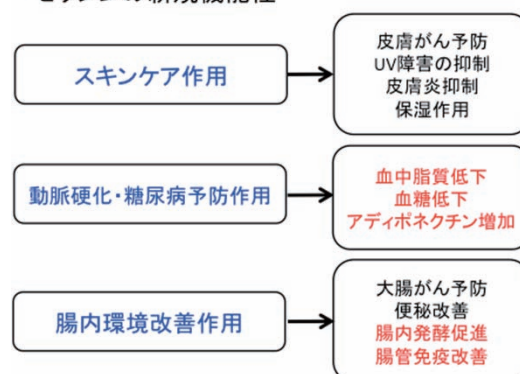 スキンケア作用
皮膚がん予防
UV障害の抑制
皮膚炎抑制
保湿作用
動脈硬化・糖尿病予防作用
血中脂質低下
血糖低下
アディポネクチン増加
腸内環境改善作用
大腸がん予防
便秘改善
腸内発酵促進
腸管免疫改善